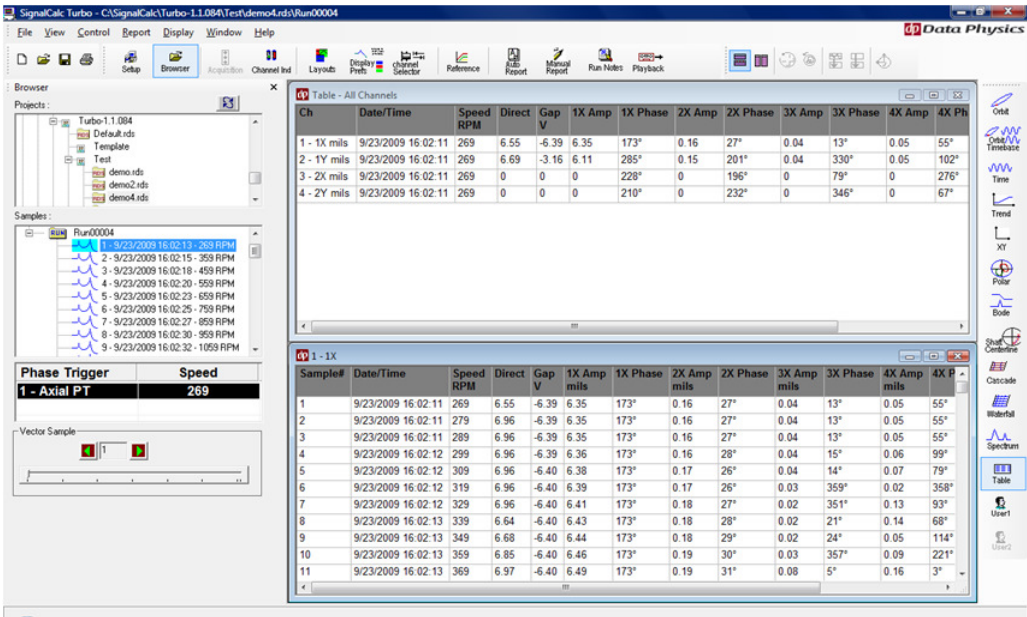 SignalCalc Turbo - C:\SignalCalc\Turbo-1.1.084\Test\demo4.rds\Run00004
File View Control Report Display Window Help
Data Physics
Setup Browser Acquisition Channel Ind Layouts Display Prefs channel Selector Reference Auto Report Manual Report Run Notes Playback
Browser
Projects :
Turbo-1.1.084
Default.rds
Template
Test
demo.rds
demo2.rds
demo4.rds
Samples :
Run00004
1 - 9/23/2009 16:02:13 - 269 RPM
2 - 9/23/2009 16:02:15 - 359 RPM
3 - 9/23/2009 16:02:18 - 459 RPM
4 - 9/23/2009 16:02:20 - 559 RPM
5 - 9/23/2009 16:02:23 - 659 RPM
6 - 9/23/2009 16:02:25 - 759 RPM
7 - 9/23/2009 16:02:27 - 859 RPM
8 - 9/23/2009 16:02:30 - 959 RPM
9 - 9/23/2009 16:02:32 - 1059 RPM
Phase Trigger Speed
1 - Axial PT 269
Vector Sample
1
Table - All Channels
Ch Date/Time Speed RPM Direct Gap V 1X Amp 1X Phase 2X Amp 2X Phase 3X Amp 3X Phase 4X Amp 4X Ph
1 - 1X mils 9/23/2009 16:02:11 269 6.55 -6.39 6.35 173° 0.16 27° 0.04 13° 0.05 55°
2 - 1Y mils 9/23/2009 16:02:11 269 6.69 -3.16 6.11 285° 0.15 201° 0.04 330° 0.05 102°
3 - 2X mils 9/23/2009 16:02:11 269 0 0 0 228° 0 196° 0 79° 0 276°
4 - 2Y mils 9/23/2009 16:02:11 269 0 0 0 210° 0 232° 0 346° 0 67°
1 - 1X
Sample# Date/Time Speed RPM Direct Gap V 1X Amp mils 1X Phase 2X Amp mils 2X Phase 3X Amp mils 3X Phase 4X Amp mils 4X P
1 9/23/2009 16:02:11 269 6.55 -6.39 6.35 173° 0.16 27° 0.04 13° 0.05 55°
2 9/23/2009 16:02:11 279 6.96 -6.39 6.35 173° 0.16 27° 0.04 13° 0.05 55°
3 9/23/2009 16:02:11 289 6.96 -6.39 6.35 173° 0.16 27° 0.04 13° 0.05 55°
4 9/23/2009 16:02:12 299 6.96 -6.39 6.36 173° 0.16 28° 0.04 15° 0.06 99°
5 9/23/2009 16:02:12 309 6.96 -6.40 6.38 173° 0.17 26° 0.04 14° 0.07 79°
6 9/23/2009 16:02:12 319 6.96 -6.40 6.39 173° 0.17 26° 0.03 359° 0.02 358°
7 9/23/2009 16:02:12 329 6.96 -6.40 6.41 173° 0.18 27° 0.02 351° 0.13 93°
8 9/23/2009 16:02:13 339 6.64 -6.40 6.43 173° 0.18 28° 0.02 21° 0.14 68°
9 9/23/2009 16:02:13 349 6.68 -6.40 6.44 173° 0.18 29° 0.02 24° 0.05 114°
10 9/23/2009 16:02:13 359 6.85 -6.40 6.46 173° 0.19 30° 0.03 357° 0.09 221°
11 9/23/2009 16:02:13 369 6.97 -6.40 6.49 173° 0.19 31° 0.08 5° 0.16 3°
Orbit
Orbit/Timebase
Time
Trend
XY
Polar
Bode
Shaft Centerline
Cascade
Waterfall
Spectrum
Table
User1
User2